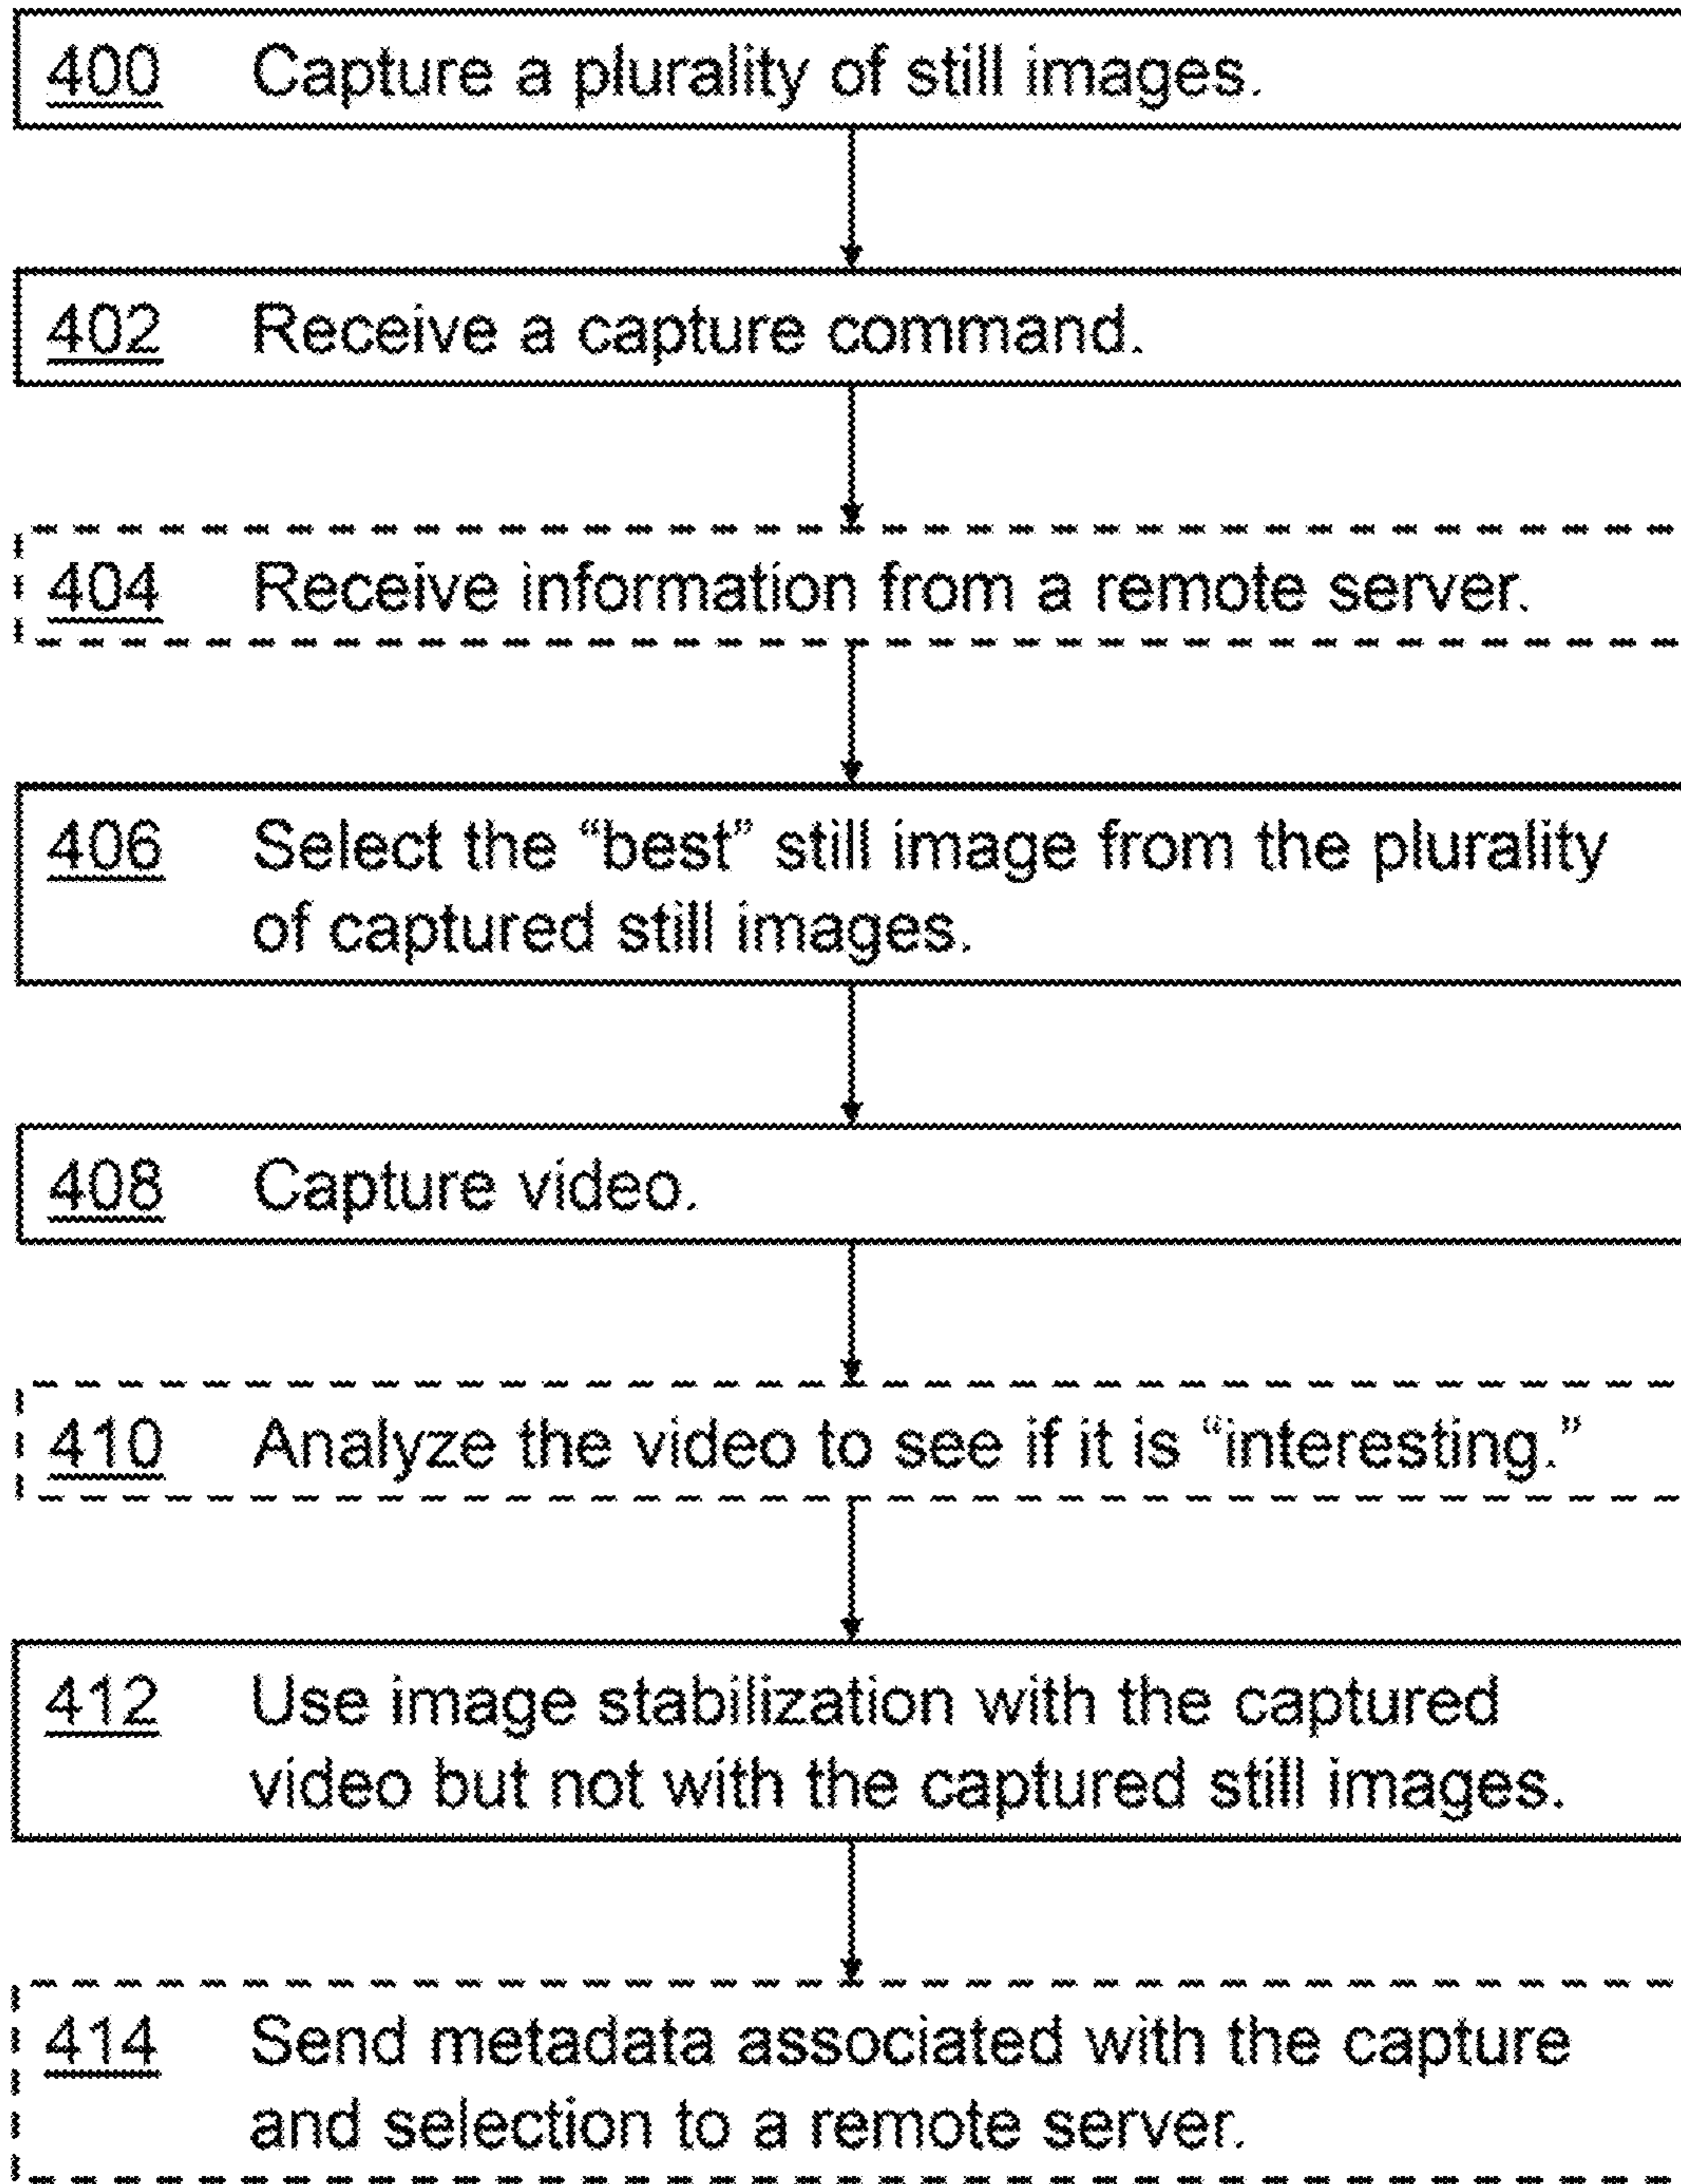 400 Capture a plurality of still images.
402 Receive a capture command.
404 Receive information from a remote server.
406 Select the “best” still image from the plurality
of captured still images.
408 Capture video.
410 Analyze the video to see if it is “interesting.”
412 Use image stabilization with the captured
video but not with the captured still images.
414 Send metadata associated with the capture
and selection to a remote server.